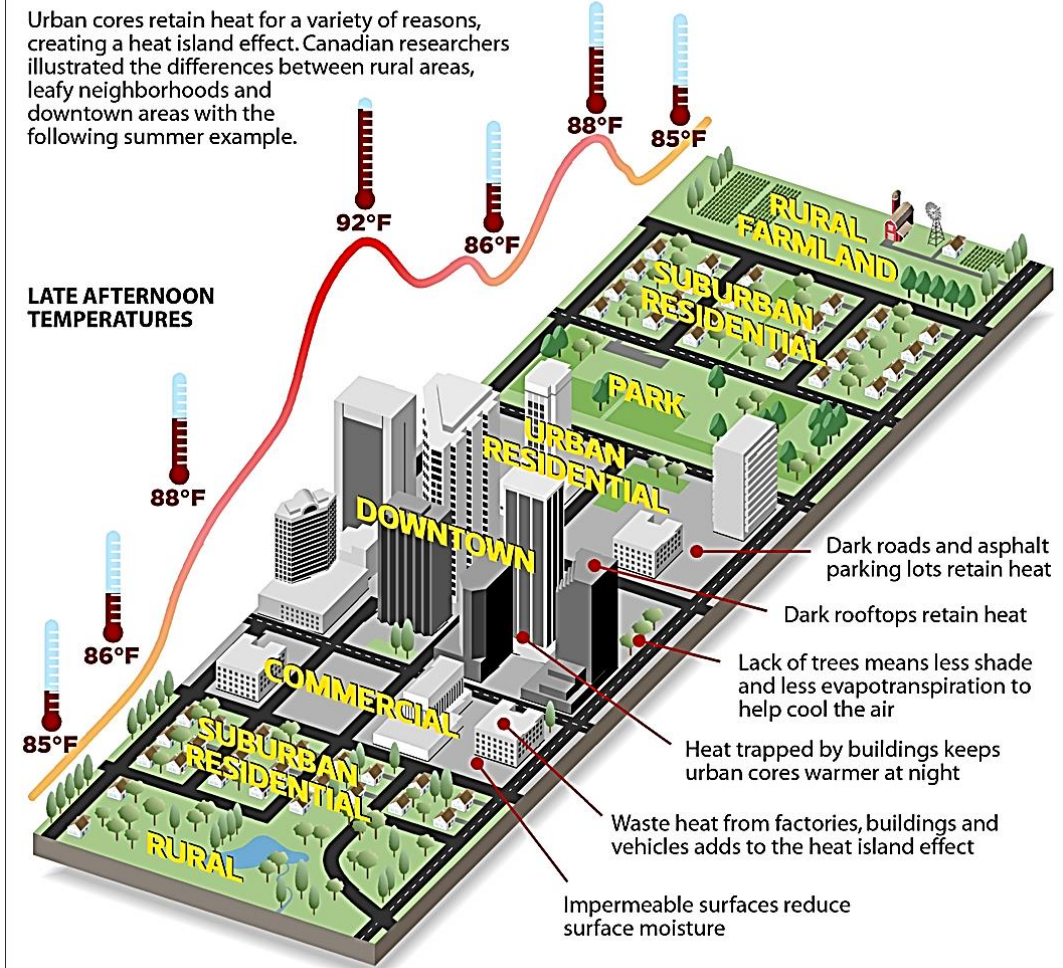 Urban cores retain heat for a variety of reasons,
creating a heat island effect. Canadian researchers
illustrated the differences between rural areas,
leafy neighborhoods and
downtown areas with the
following summer example.
88°F
85°F
92°F
86°F
LATE AFTERNOON
TEMPERATURES
88°F
86°F
85°F
RURAL
FARMLAND
SUBURBAN
RESIDENTIAL
PARK
URBAN
RESIDENTIAL
DOWNTOWN
COMMERCIAL
SUBURBAN
RESIDENTIAL
RURAL
Dark roads and asphalt
parking lots retain heat
Dark rooftops retain heat
Lack of trees means less shade
and less evapotranspiration to
help cool the air
Heat trapped by buildings keeps
urban cores warmer at night
Waste heat from factories, buildings and
vehicles adds to the heat island effect
Impermeable surfaces reduce
surface moisture